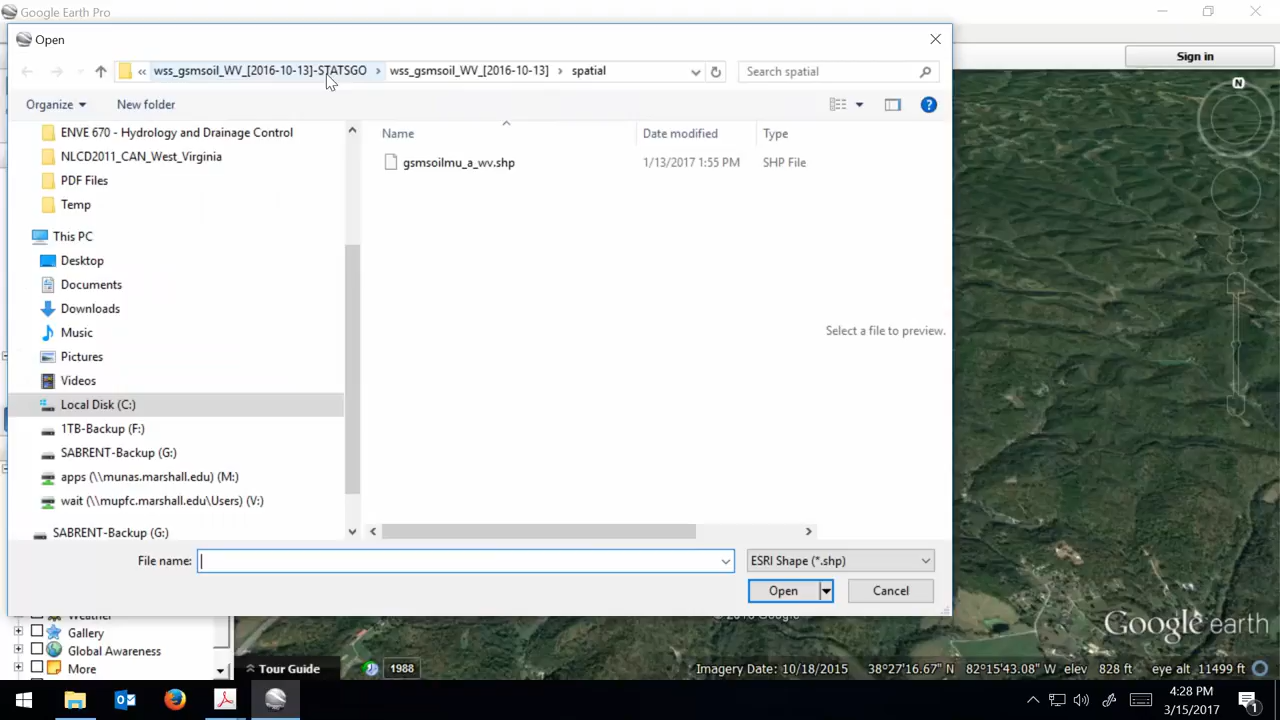 Google Earth Pro
Open
Sign in
« wss_gsmsoil_WV_[2016-10-13]-STATSGO > wss_gsmsoil_WV_[2016-10-13] > spatial
Search spatial
N
Organize
New folder
?
ENVE 670 - Hydrology and Drainage Control
NLCD2011_CAN_West_Virginia
PDF Files
Temp
This PC
Desktop
Documents
Downloads
Music
Pictures
Videos
Local Disk (C:)
1TB-Backup (F:)
SABRENT-Backup (G:)
apps (\\munas.marshall.edu) (M:)
wait (\\mupfc.marshall.edu\Users) (V:)
SABRENT-Backup (G:)
Name
Date modified
Type
gsmsoilmu_a_wv.shp
1/13/2017 1:55 PM
SHP File
Select a file to preview.
File name:
ESRI Shape (*.shp)
Open
Cancel
Weather
Gallery
Global Awareness
More
Google earth
Tour Guide
1988
Imagery Date: 10/18/2015
38°27'16.67" N
82°15'43.08" W
elev
828 ft
eye alt
11499 ft
4:28 PM
3/15/2017
1